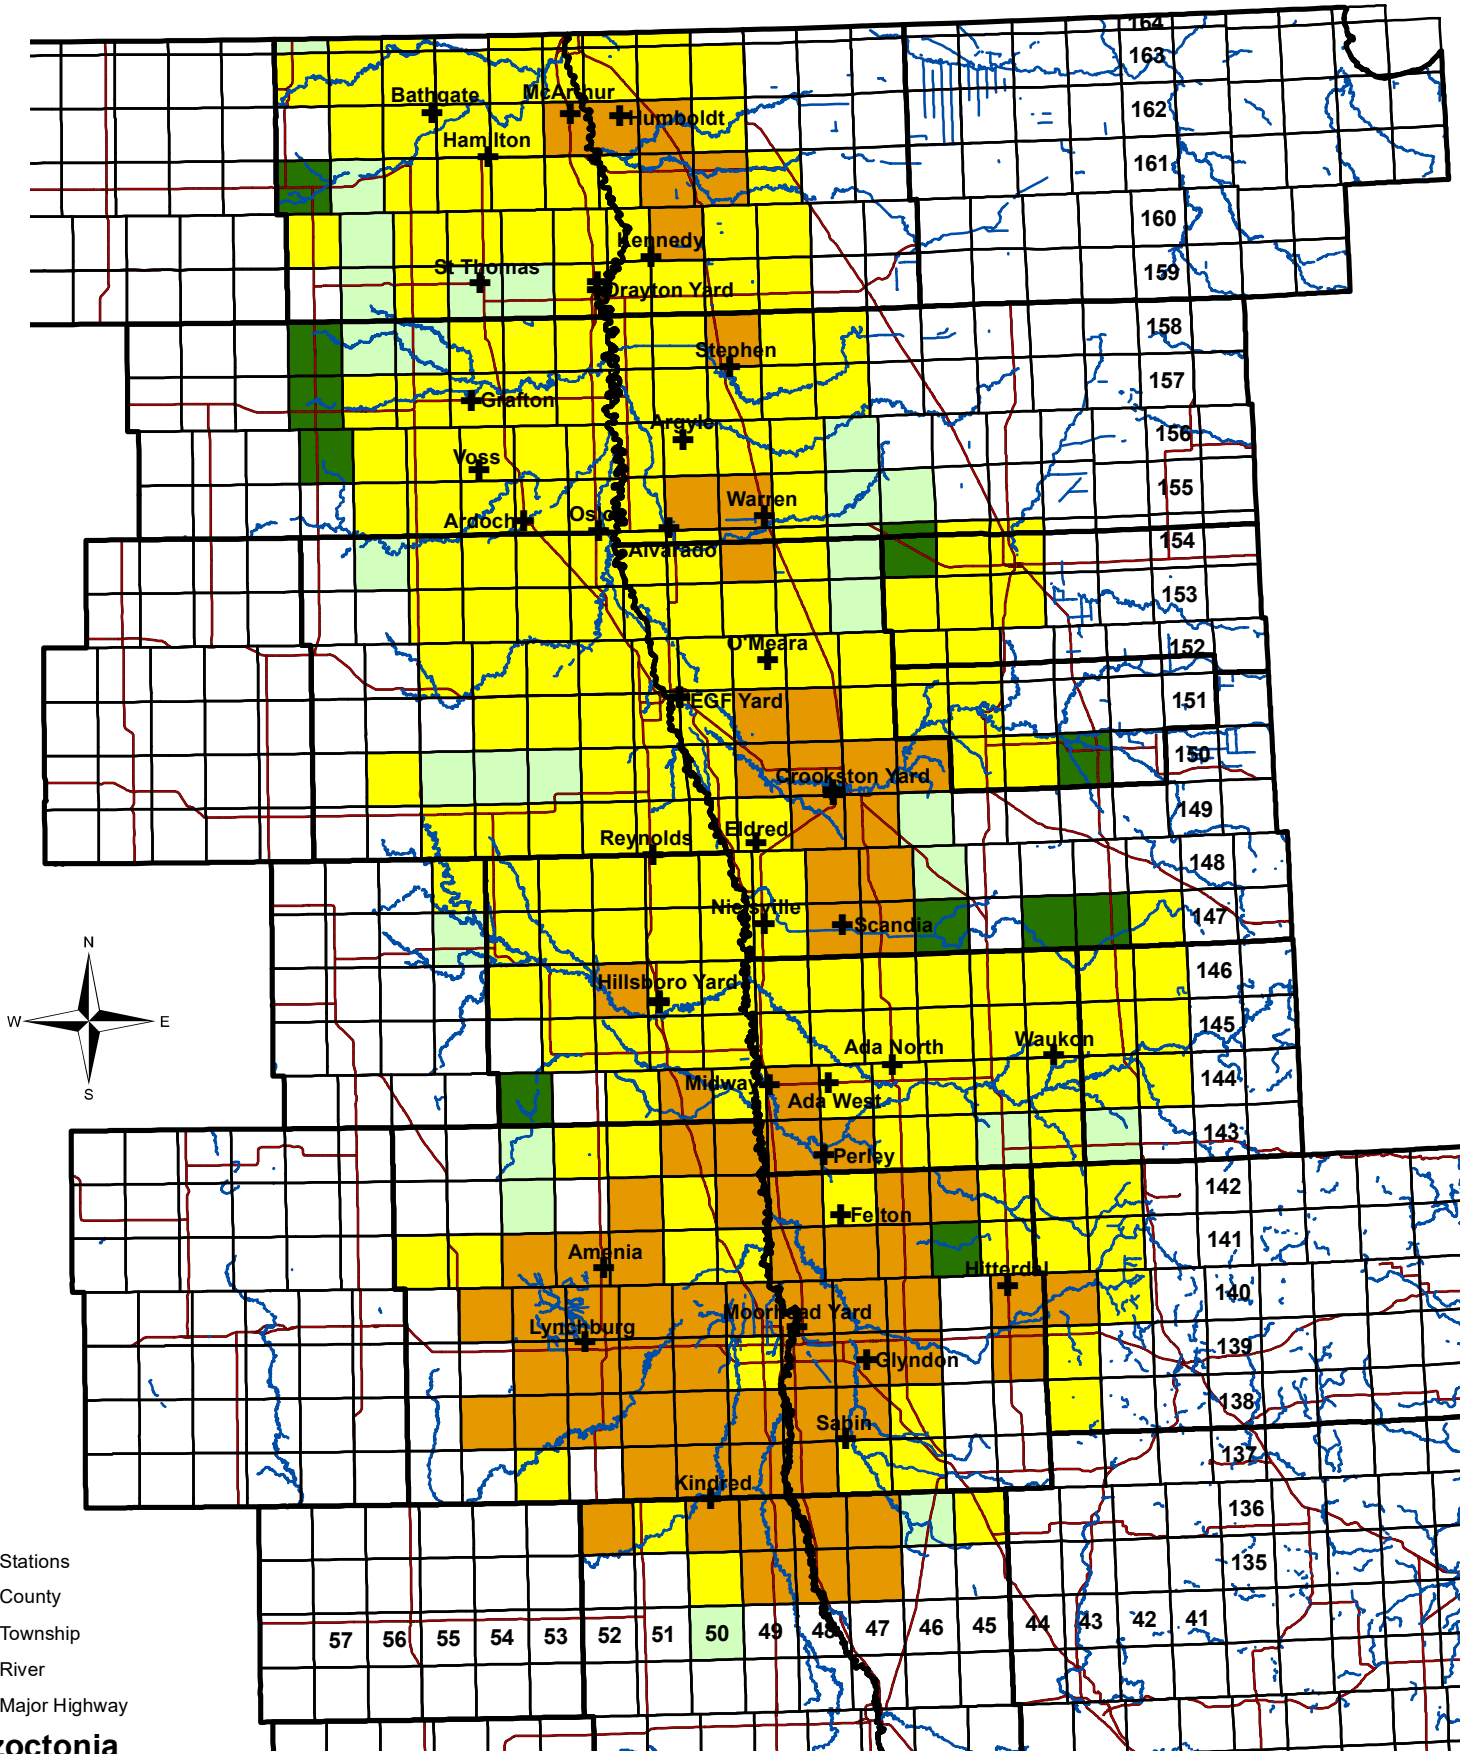 164
163
Bathgate
McArthur
Humboldt
162
Hamilton
161
160
Kennedy
St Thomas
159
Drayton Yard
158
Stephen
157
Grafton
Argyle
156
Voss
155
Warren
Ardoch
Oslo
154
Alvarado
153
O'Meara
152
EGF Yard
151
150
Crookston Yard
149
Eldred
Reynolds
148
Nielsville
147
Scandia
N
W
E
S
146
Hillsboro Yard
145
Waukon
Ada North
144
Midway
Ada West
143
Perley
142
Felton
141
Amenia
Hitterdal
140
Moorhead Yard
Lynchburg
139
Glyndon
138
Sabin
137
Kindred
136
135
57 56 55 54 53 52 51 50 49 48 47 46 45 44 43 42 41
Stations
County
Township
River
Major Highway
zoctonia